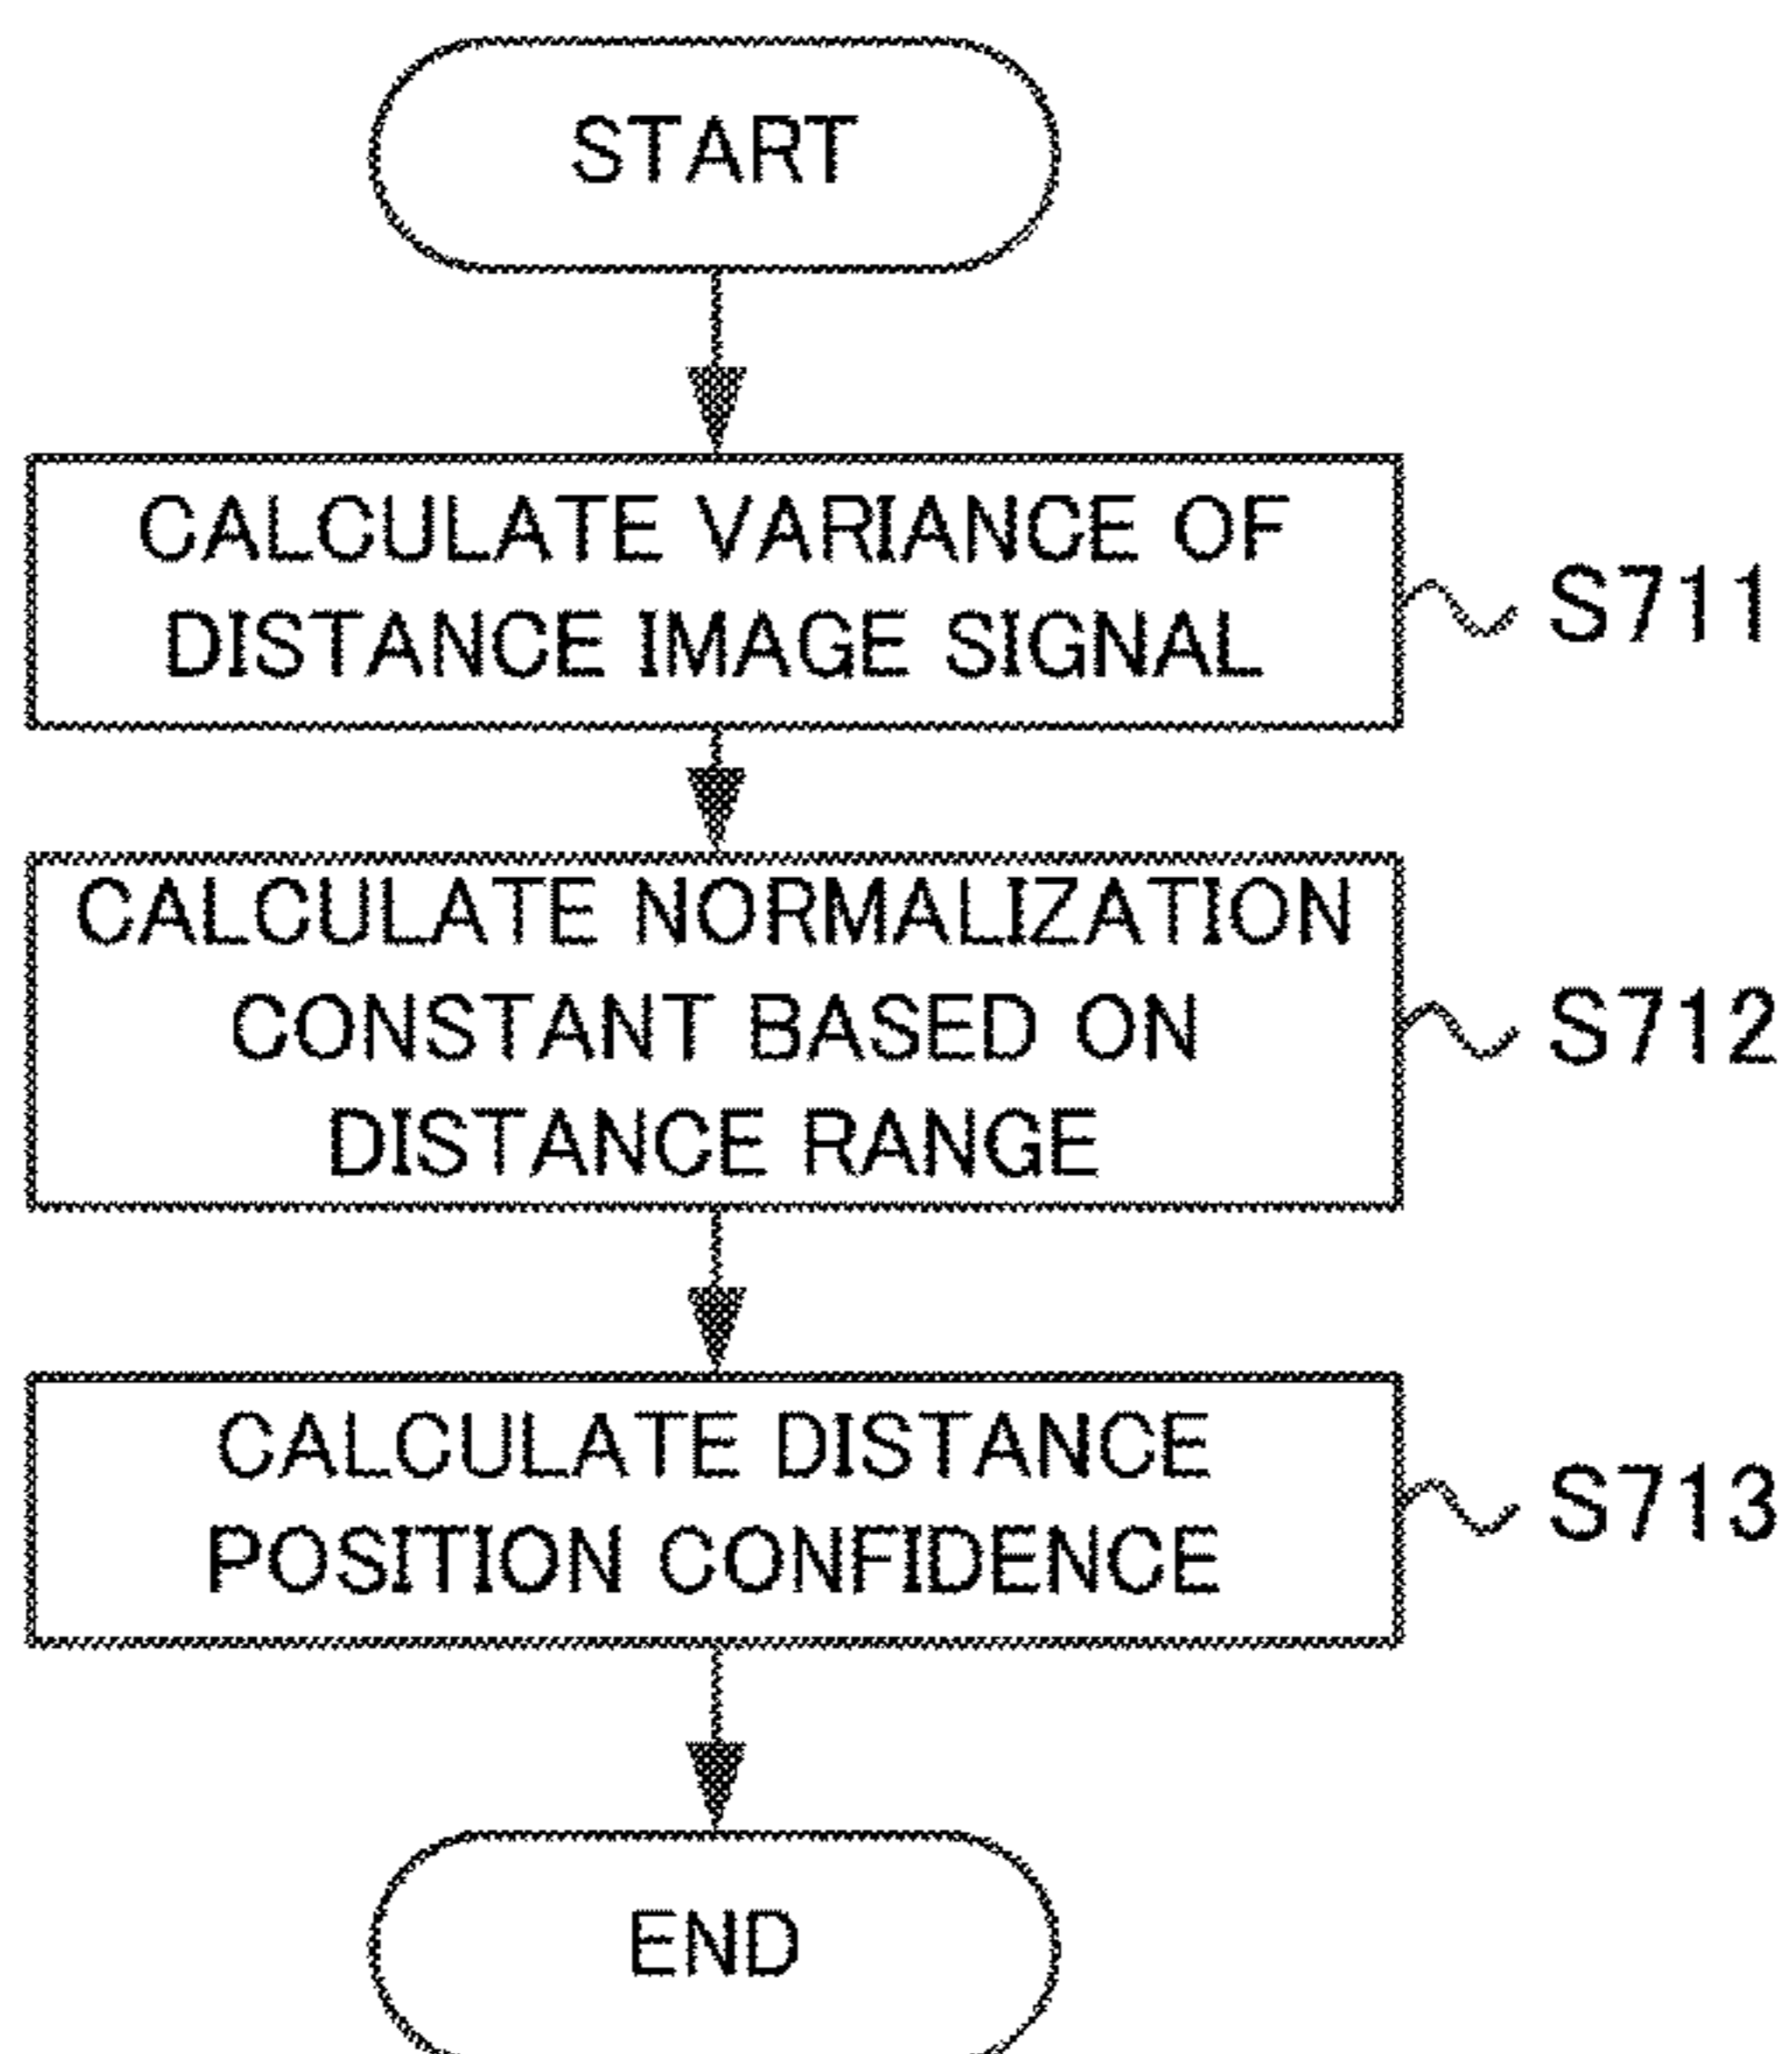 START
CALCULATE VARIANCE OF
DISTANCE IMAGE SIGNAL
S711
CALCULATE NORMALIZATION
CONSTANT BASED ON
DISTANCE RANGE
S712
CALCULATE DISTANCE
POSITION CONFIDENCE
S713
END